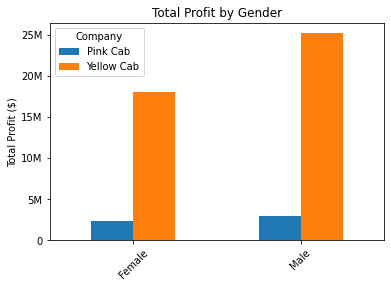 Total Profit by Gender
Company
Pink Cab
Yellow Cab
Total Profit ($)
25M
20M
15M
10M
5M
0
Female
Male